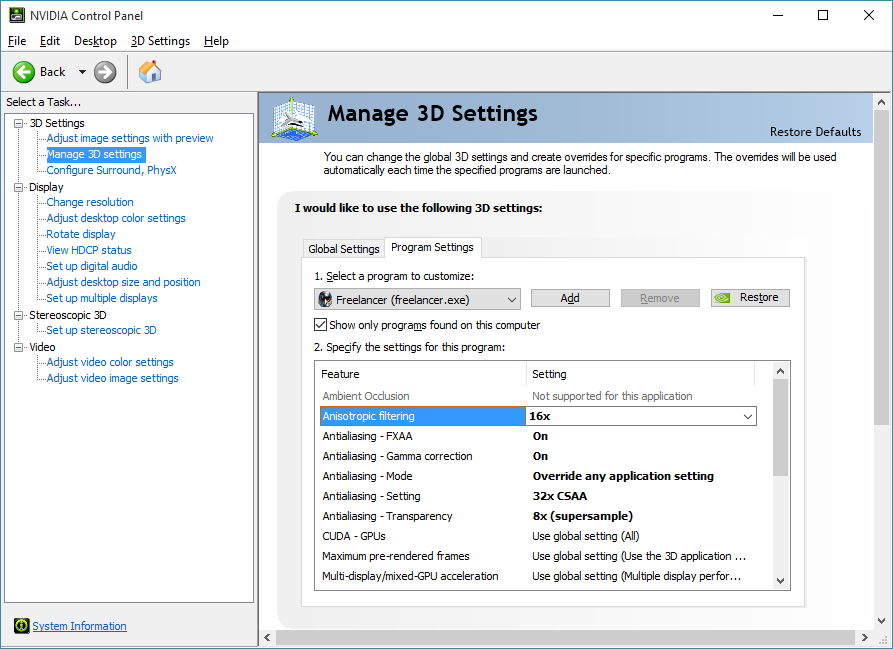 NVIDIA Control Panel
File Edit Desktop 3D Settings Help
Back
Select a Task...
3D Settings
Adjust image settings with preview
Manage 3D settings
Configure Surround, PhysX
Display
Change resolution
Adjust desktop color settings
Rotate display
View HDCP status
Set up digital audio
Adjust desktop size and position
Set up multiple displays
Stereoscopic 3D
Set up stereoscopic 3D
Video
Adjust video color settings
Adjust video image settings
System Information
Manage 3D Settings
Restore Defaults
You can change the global 3D settings and create overrides for specific programs. The overrides will be used
automatically each time the specified programs are launched.
I would like to use the following 3D settings:
Global Settings Program Settings
1. Select a program to customize:
Freelancer (freelancer.exe) Add Remove Restore
Show only programs found on this computer
2. Specify the settings for this program:
Feature Setting
Ambient Occlusion Not supported for this application
Anisotropic filtering 16x
Antialiasing - FXAA On
Antialiasing - Gamma correction On
Antialiasing - Mode Override any application setting
Antialiasing - Setting 32x CSAA
Antialiasing - Transparency 8x (supersample)
CUDA - GPUs Use global setting (All)
Maximum pre-rendered frames Use global setting (Use the 3D application ...
Multi-display/mixed-GPU acceleration Use global setting (Multiple display perfor...